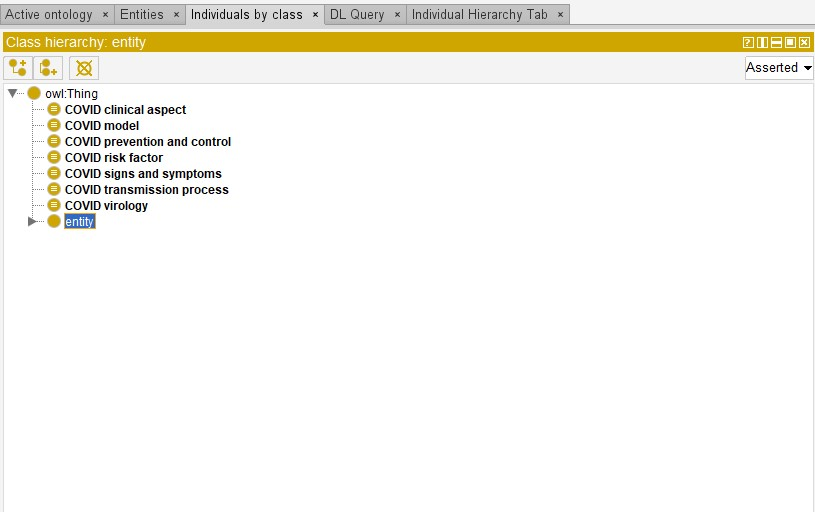 Active ontology × Entities × Individuals by class × DL Query × Individual Hierarchy Tab ×
Class hierarchy: entity
Asserted
owl:Thing
COVID clinical aspect
COVID model
COVID prevention and control
COVID risk factor
COVID signs and symptoms
COVID transmission process
COVID virology
entity